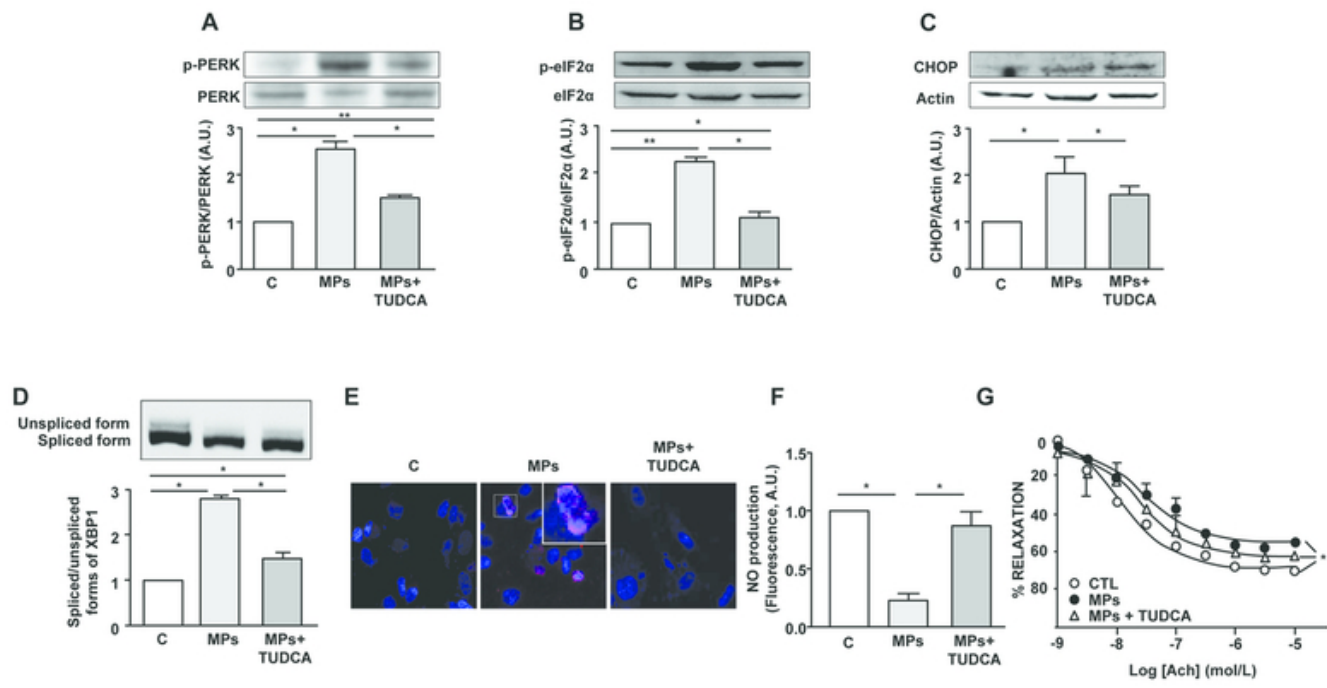 A
p-PERK
PERK
**
*
*
p-PERK/PERK (A.U.)
3
2
1
0
C
MPs
MPs+
TUDCA
B
p-eIF2α
eIF2α
*
**
*
p-eIF2α/eIF2α (A.U.)
3
2
1
0
C
MPs
MPs+
TUDCA
C
CHOP
Actin
*
*
CHOP/Actin (A.U.)
3
2
1
0
C
MPs
MPs+
TUDCA
D
Unspliced form
Spliced form
*
*
*
Spliced/unspliced
forms of XBP1
3
2
1
0
C
MPs
MPs+
TUDCA
E
C
MPs
MPs+
TUDCA
F
*
*
NO production
(Fluorescence, A.U.)
1.5
1.0
0.5
0.0
C
MPs
MPs+
TUDCA
G
% RELAXATION
0
20
40
60
80
*
CTL
MPs
MPs + TUDCA
-9
-8
-7
-6
-5
Log [Ach] (mol/L)